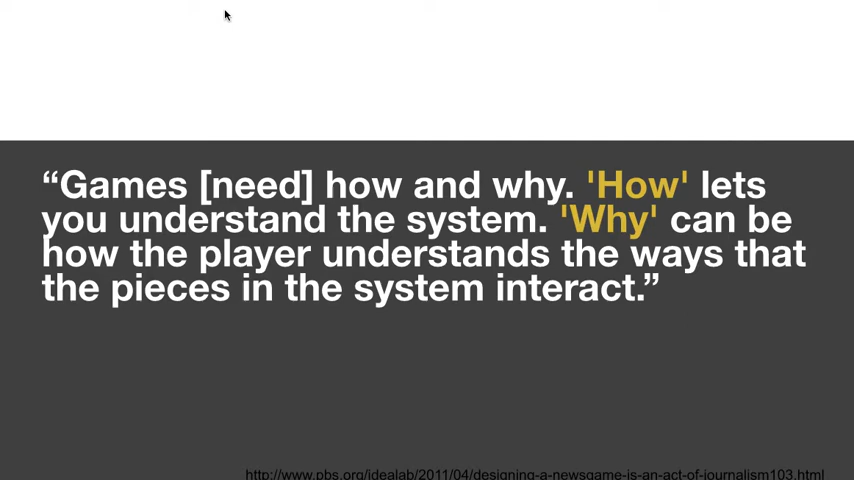 “Games [need] how and why. 'How' lets
you understand the system. 'Why' can be
how the player understands the ways that
the pieces in the system interact.”
http://www.pbs.org/idealab/2011/04/designing-a-newsgame-is-an-act-of-journalism103.html